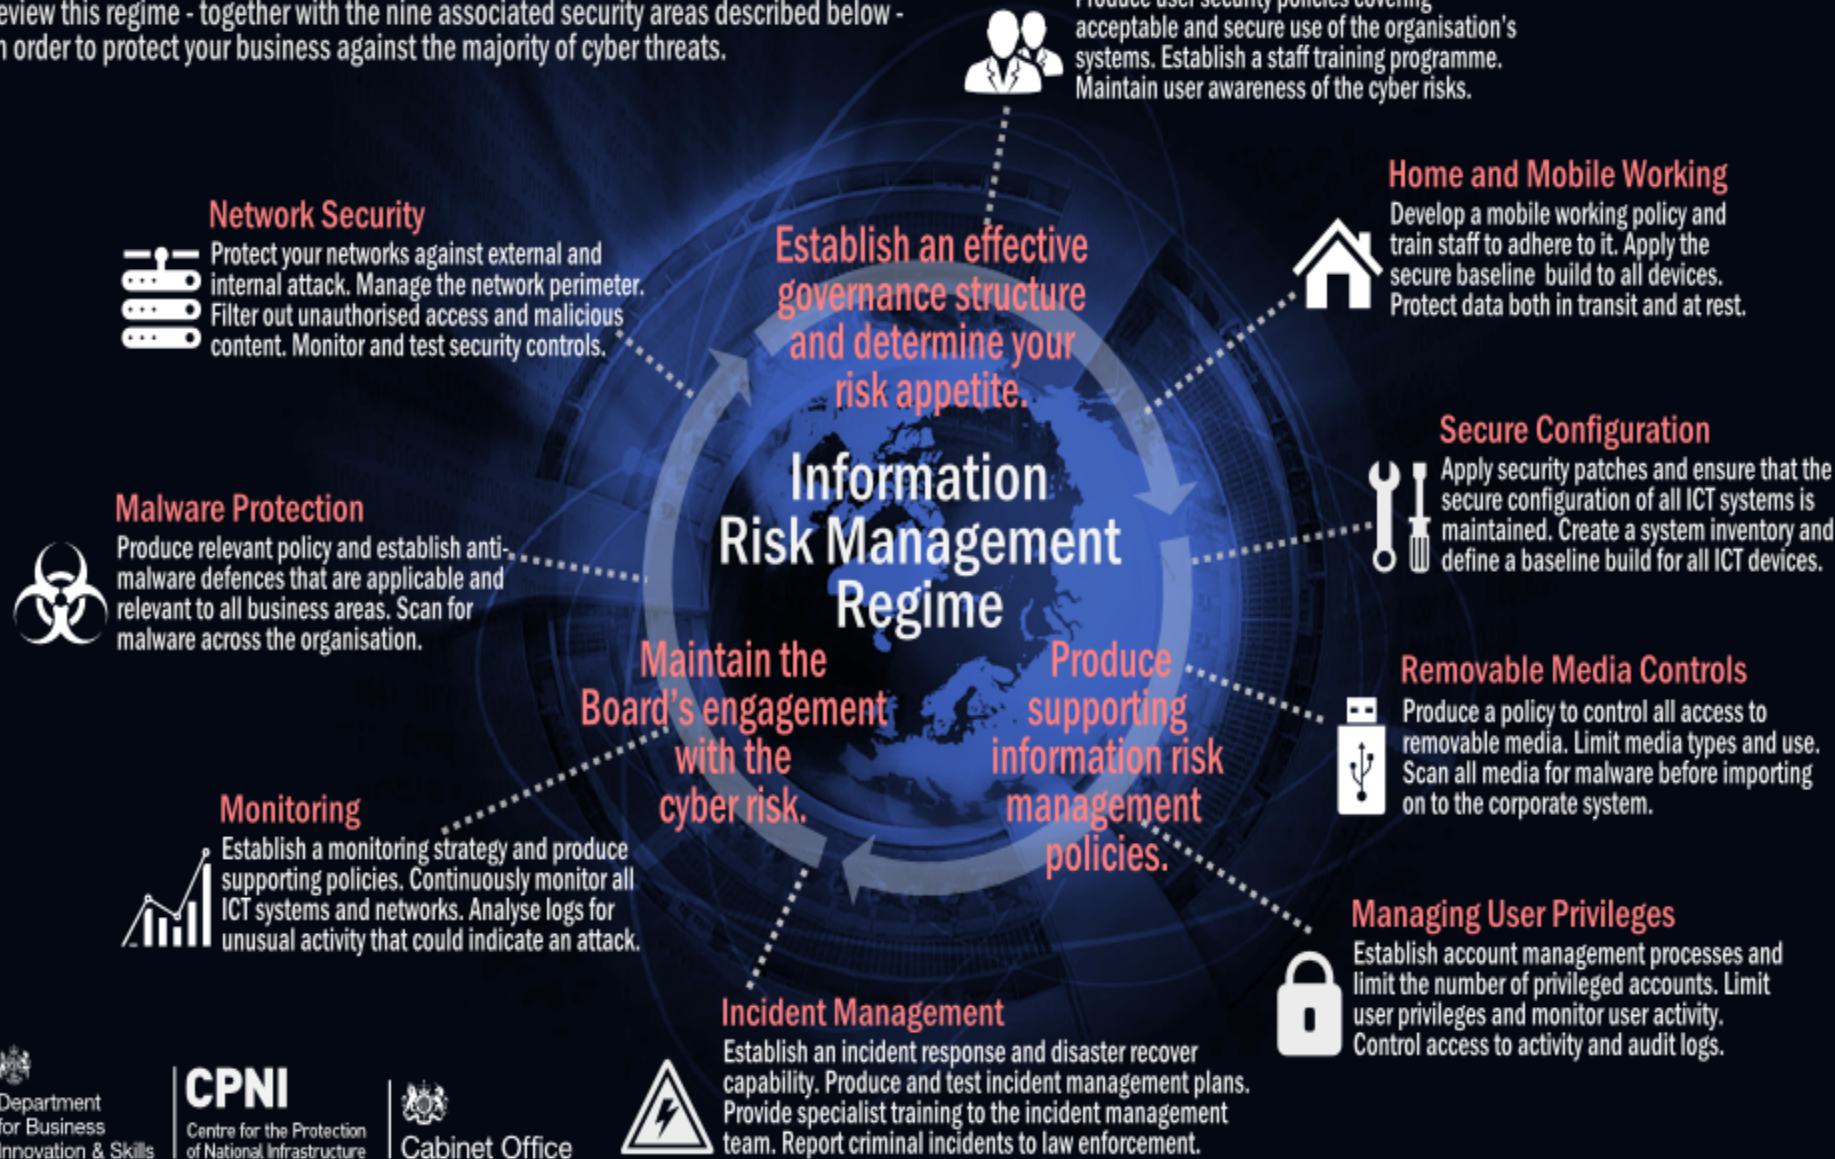 eview this regime - together with the nine associated security areas described below -
n order to protect your business against the majority of cyber threats.
Produce user security policies covering
acceptable and secure use of the organisation's
systems. Establish a staff training programme.
Maintain user awareness of the cyber risks.
Home and Mobile Working
Develop a mobile working policy and
train staff to adhere to it. Apply the
secure baseline build to all devices.
Protect data both in transit and at rest.
Network Security
Protect your networks against external and
internal attack. Manage the network perimeter.
Filter out unauthorised access and malicious
content. Monitor and test security controls.
Establish an effective
governance structure
and determine your
risk appetite.
Secure Configuration
Apply security patches and ensure that the
secure configuration of all ICT systems is
maintained. Create a system inventory and
define a baseline build for all ICT devices.
Information
Risk Management
Regime
Malware Protection
Produce relevant policy and establish anti-
malware defences that are applicable and
relevant to all business areas. Scan for
malware across the organisation.
Maintain the
Board's engagement
with the
cyber risk.
Produce
supporting
information risk
management
policies.
Removable Media Controls
Produce a policy to control all access to
removable media. Limit media types and use.
Scan all media for malware before importing
on to the corporate system.
Monitoring
Establish a monitoring strategy and produce
supporting policies. Continuously monitor all
ICT systems and networks. Analyse logs for
unusual activity that could indicate an attack.
Managing User Privileges
Establish account management processes and
limit the number of privileged accounts. Limit
user privileges and monitor user activity.
Control access to activity and audit logs.
Incident Management
Establish an incident response and disaster recover
capability. Produce and test incident management plans.
Provide specialist training to the incident management
team. Report criminal incidents to law enforcement.
Department
for Business
Innovation & Skills
CPNI
Centre for the Protection
of National Infrastructure
Cabinet Office